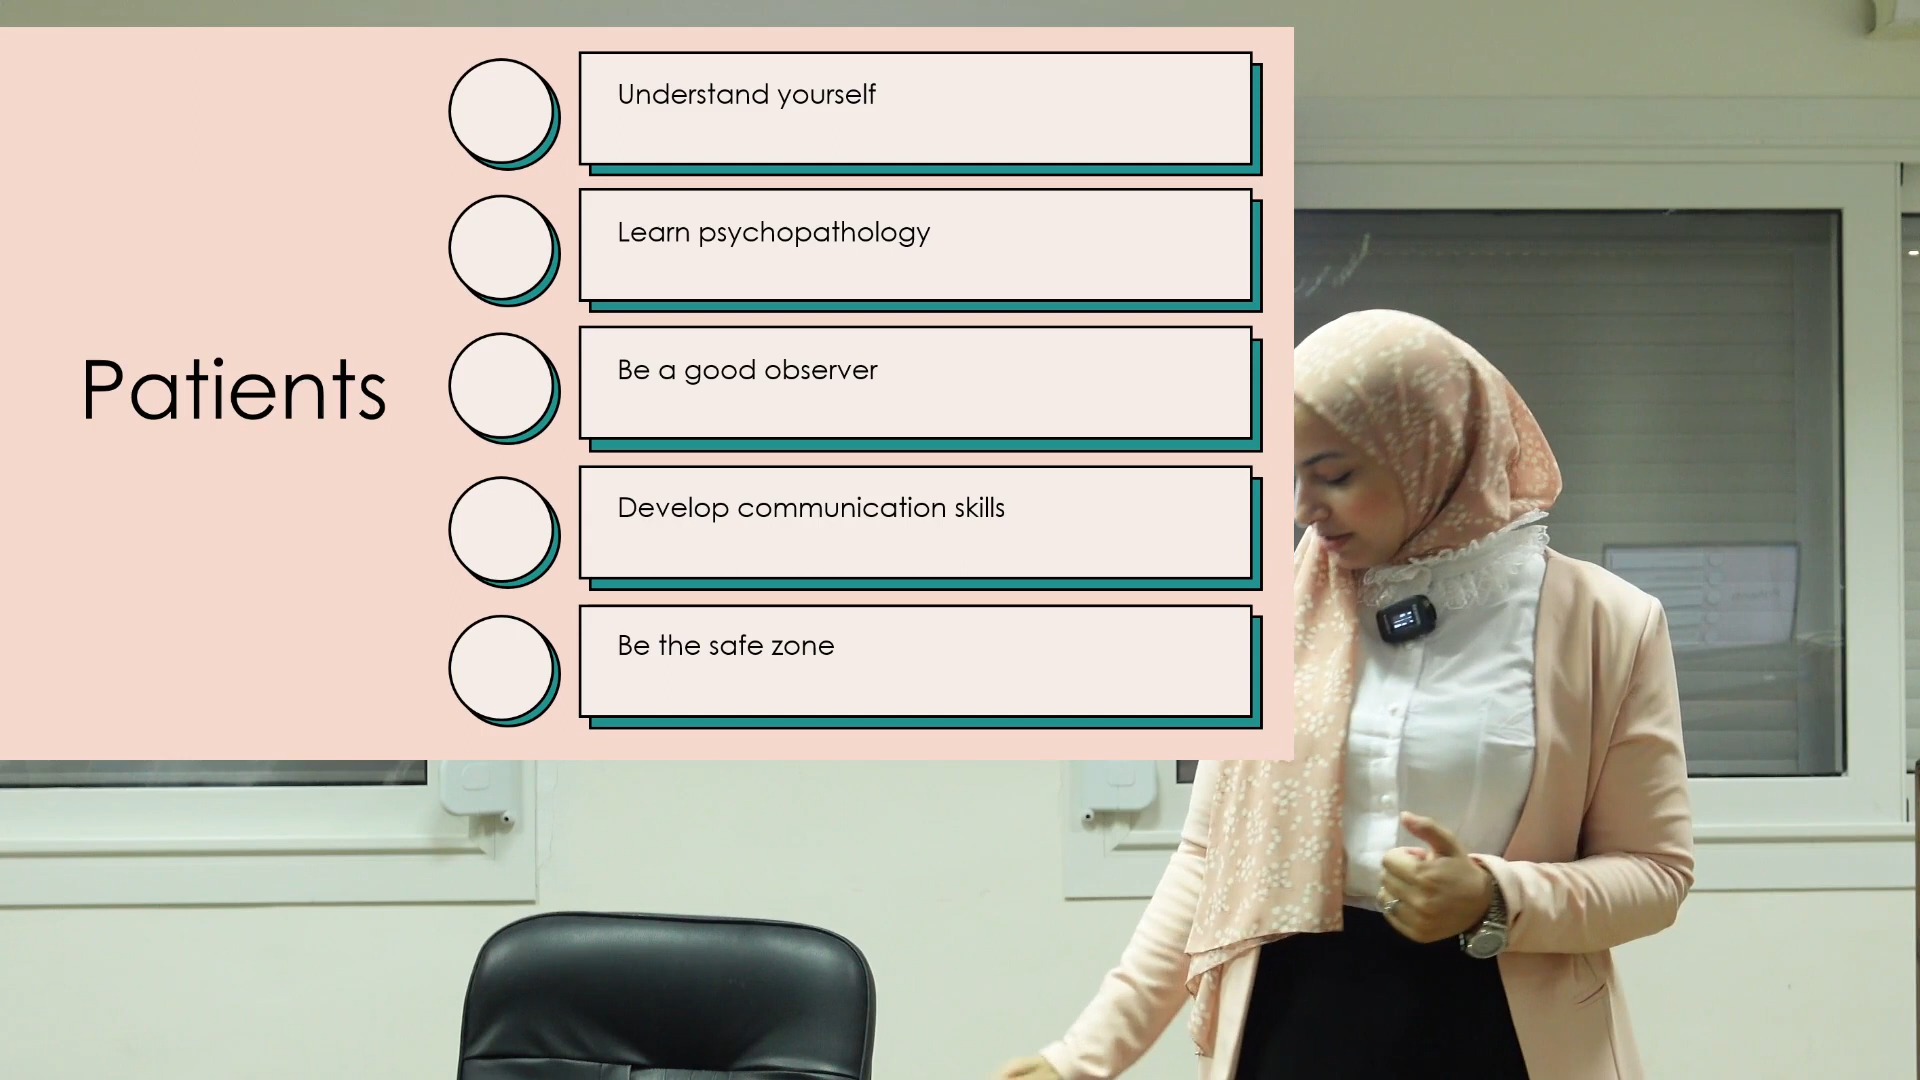 Patients
Understand yourself
Learn psychopathology
Be a good observer
Develop communication skills
Be the safe zone